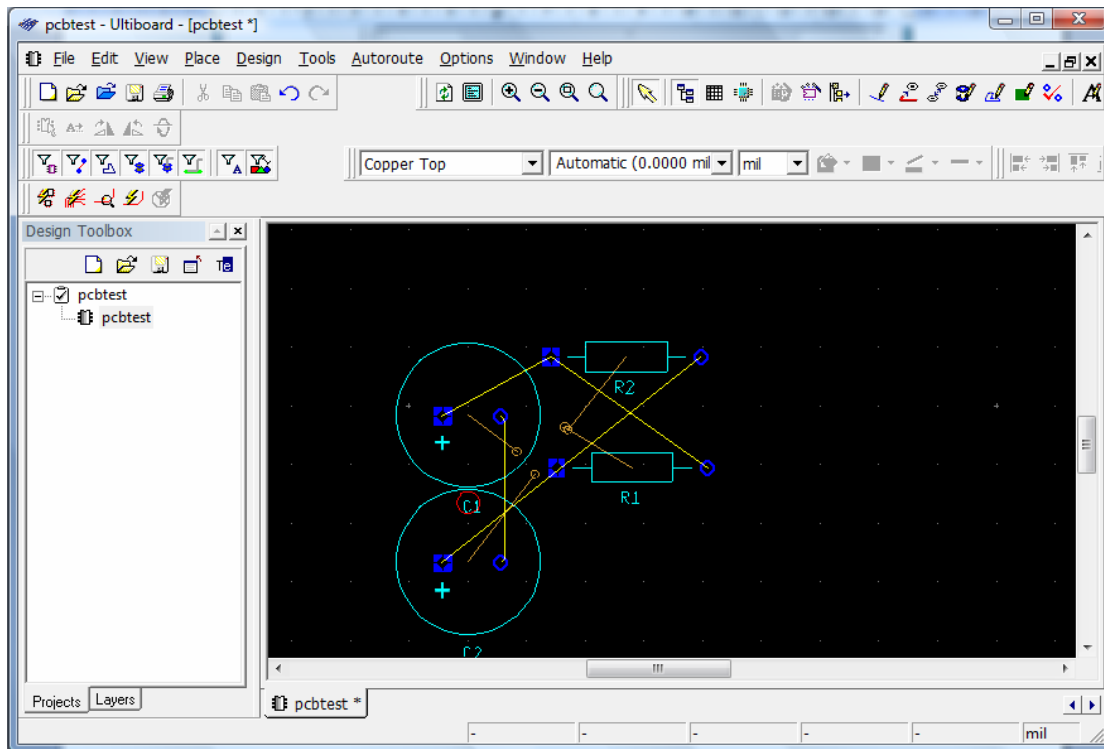 pcbtest - Ultiboard - [pcbtest *]
File Edit View Place Design Tools Autoroute Options Window Help
Copper Top Automatic (0.0000 mil mil
Design Toolbox
pcbtest
pcbtest
R2
R1
C1
C2
Projects Layers
pcbtest *
- - - - - mil